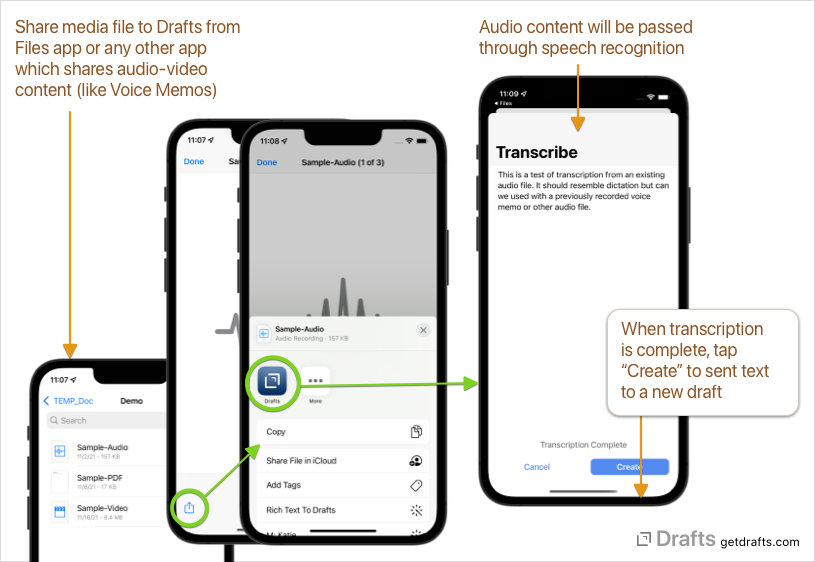 Share media file to Drafts from
Files app or any other app
which shares audio-video
content (like Voice Memos)
Audio content will be passed
through speech recognition
11:07
TEMP_Doc
Demo
Search
Sample-Audio
11/2/21 - 157 KB
Sample-PDF
11/8/21 - 17 KB
Sample-Video
11/16/21 - 8.4 MB
11:07
Done
11:08
Done
Sample-Audio (1 of 3)
Sample-Audio
Audio Recording · 157 KB
Drafts
More
Copy
Share File in iCloud
Add Tags
Rich Text To Drafts
11:09
Files
Transcribe
This is a test of transcription from an existing
audio file. It should resemble dictation but can
we used with a previously recorded voice
memo or other audio file.
When transcription
is complete, tap
“Create” to sent text
to a new draft
Transcription Complete
Cancel
Create
Drafts getdrafts.com